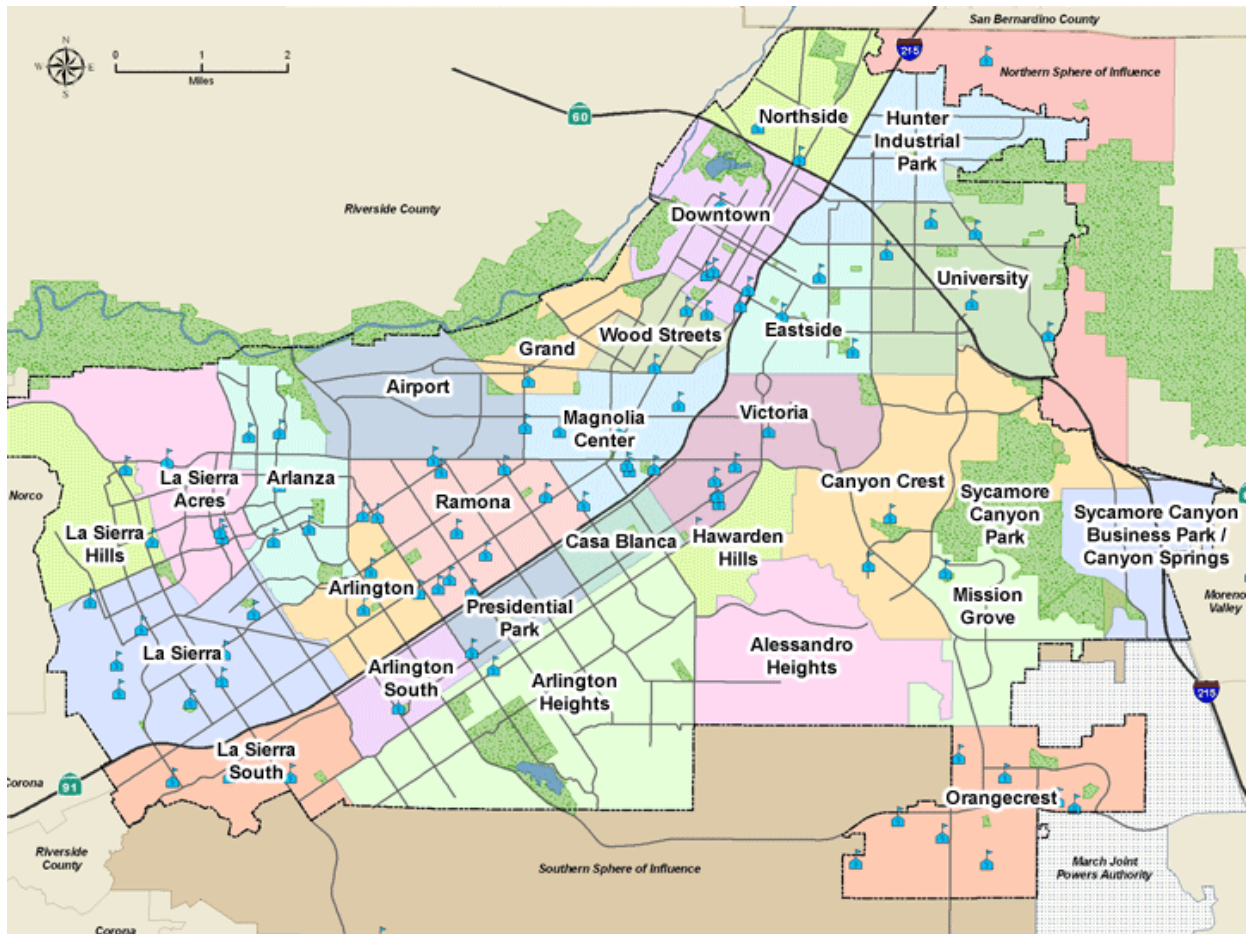 San Bernardino County
N
W
E
S
0
1
2
Miles
215
Northern Sphere of Influence
60
Northside
Hunter
Industrial
Park
Riverside County
Downtown
University
Wood Streets
Eastside
Grand
Airport
Magnolia
Center
Victoria
La Sierra
Acres
Arlanza
Ramona
Canyon Crest
Norco
Sycamore
Canyon
Park
Sycamore Canyon
Business Park /
Canyon Springs
La Sierra
Hills
Casa Blanca
Hawarden
Hills
Arlington
Presidential
Park
Mission
Grove
Moreno
Valley
La Sierra
Arlington
South
Arlington
Heights
Alessandro
Heights
215
La Sierra
South
Corona
91
Orangecrest
Riverside
County
Southern Sphere of Influence
March Joint
Powers Authority
Corona